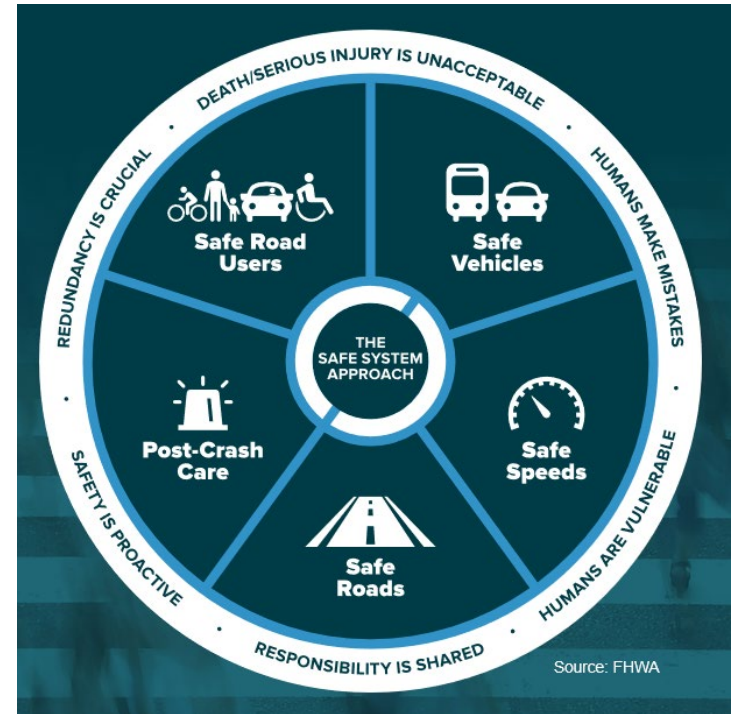 DEATH/SERIOUS INJURY IS UNACCEPTABLE
HUMANS MAKE MISTAKES
HUMANS ARE VULNERABLE
RESPONSIBILITY IS SHARED
SAFETY IS PROACTIVE
REDUNDANCY IS CRUCIAL
Safe Road
Users
Safe
Vehicles
Safe
Speeds
Safe
Roads
Post-Crash
Care
THE
SAFE SYSTEM
APPROACH
Source: FHWA